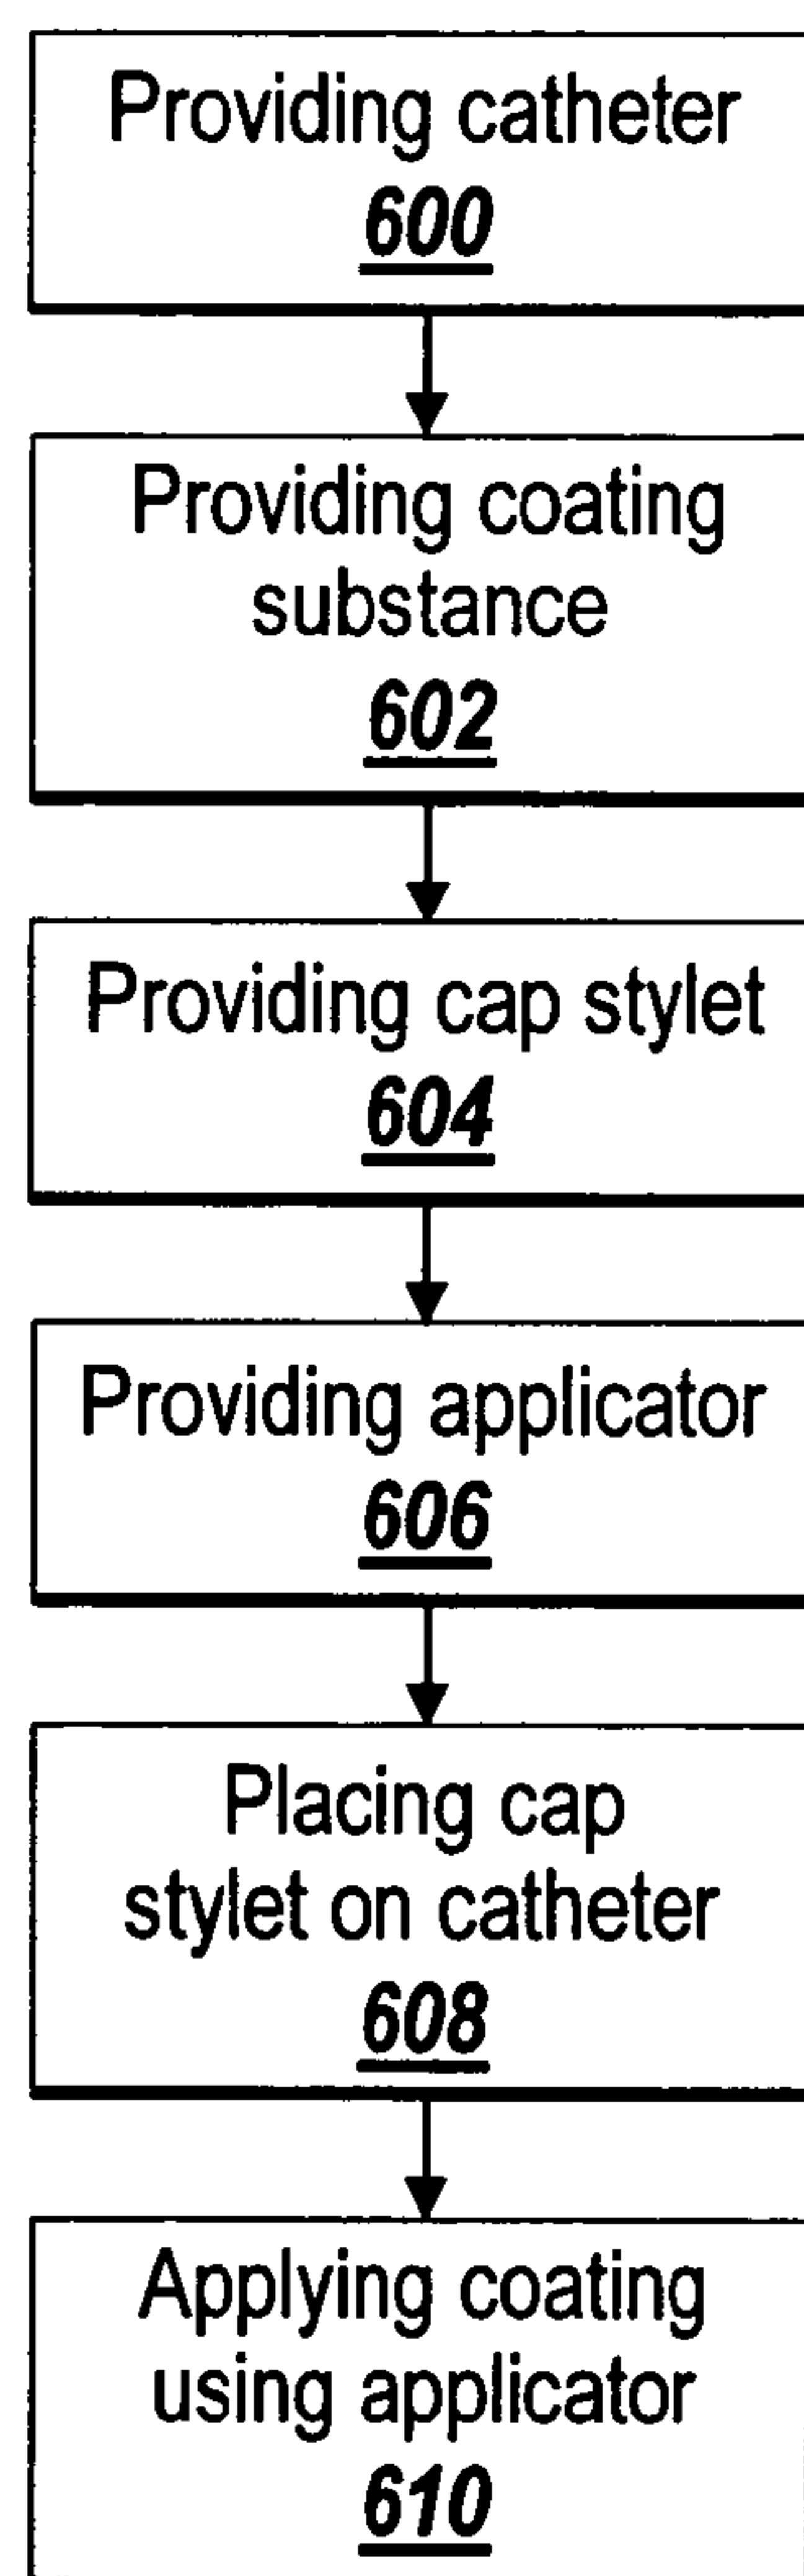 Providing catheter
600
Providing coating
substance
602
Providing cap stylet
604
Providing applicator
606
Placing cap
stylet on catheter
608
Applying coating
using applicator
610